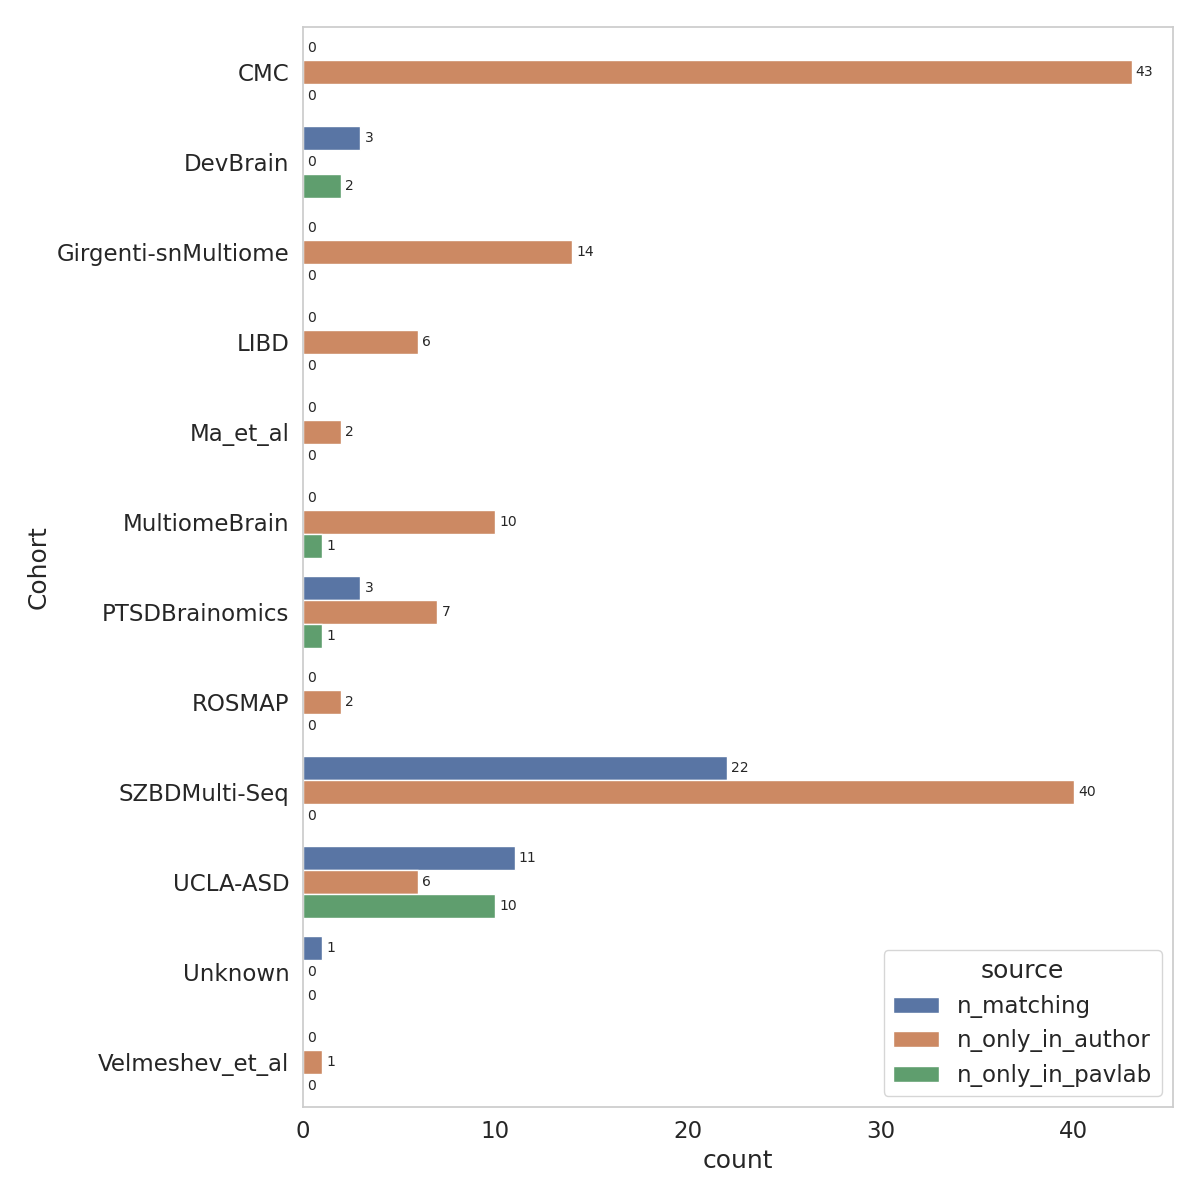 CMC
0
43
0
DevBrain
3
0
2
Girgenti-snMultiome
0
14
0
LIBD
0
6
0
Ma_et_al
0
2
0
MultiomeBrain
0
10
1
PTSDBrainomics
3
7
1
ROSMAP
0
2
0
SZBDMulti-Seq
22
40
0
UCLA-ASD
11
6
10
Unknown
1
0
0
Velmeshev_et_al
0
1
0
Cohort
source
n_matching
n_only_in_author
n_only_in_pavlab
0 10 20 30 40
count